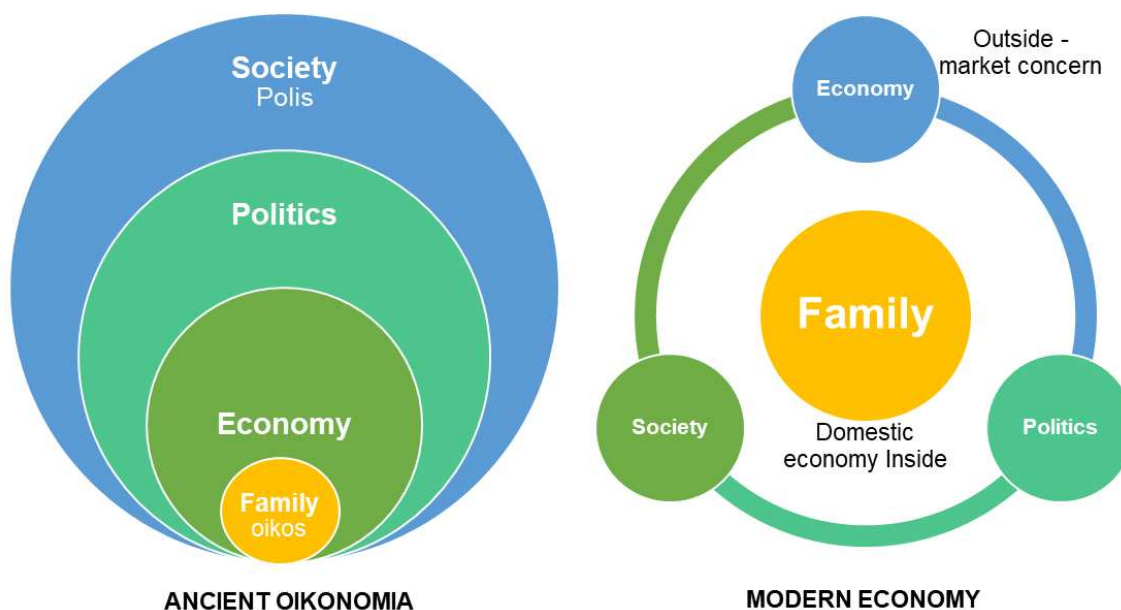 Society
Polis
Politics
Economy
Family
oikos
ANCIENT OIKONOMIA
Outside -
market concern
Economy
Family
Society
Domestic
economy Inside
Politics
MODERN ECONOMY